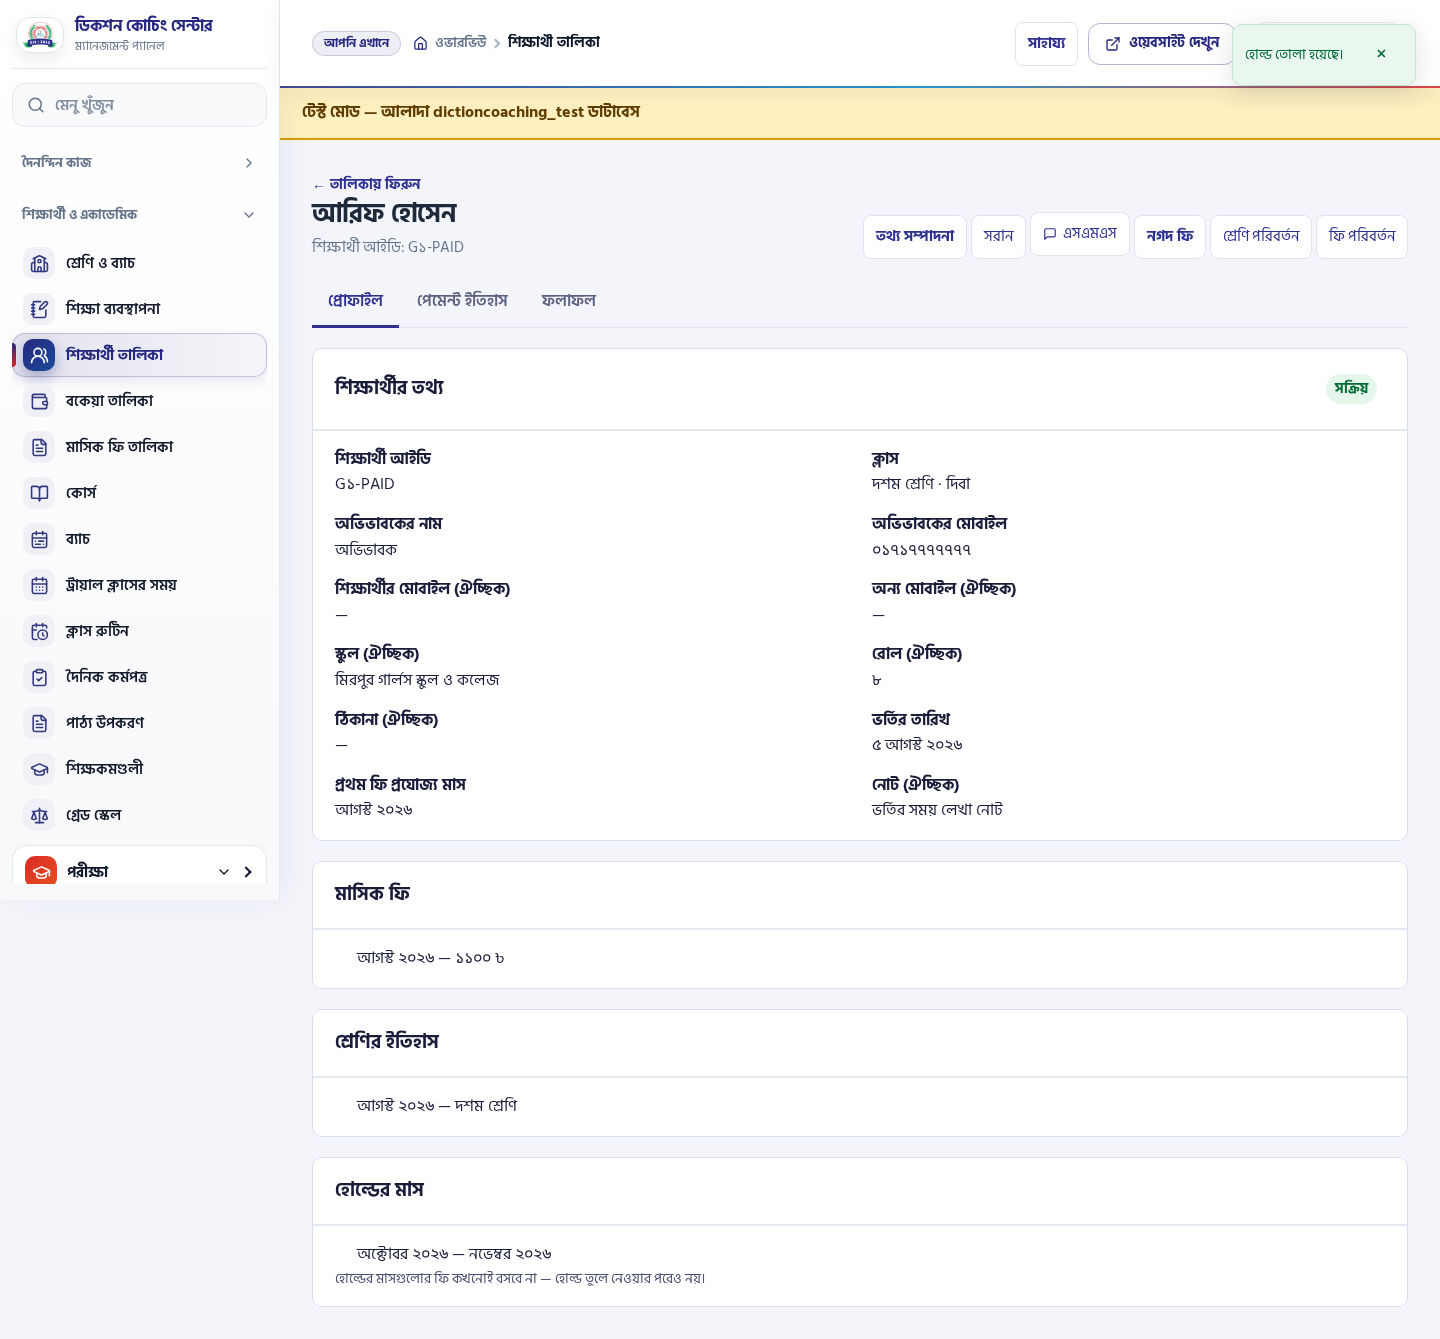 ডিকশন কোচিং সেন্টার
ম্যানেজমেন্ট প্যানেল
মেনু খুঁজুন
দৈনন্দিন কাজ
শিক্ষার্থী ও একাডেমিক
শ্রেণি ও ব্যাচ
শিক্ষা ব্যবস্থাপনা
শিক্ষার্থী তালিকা
বকেয়া তালিকা
মাসিক ফি তালিকা
কোর্স
ব্যাচ
ট্রায়াল ক্লাসের সময়
ক্লাস রুটিন
দৈনিক কর্মপত্র
পাঠ্য উপকরণ
শিক্ষকমণ্ডলী
গ্রেড স্কেল
পরীক্ষা
আপনি এখানে ওভারভিউ শিক্ষার্থী তালিকা
সাহায্য ওয়েবসাইট দেখুন
হোল্ড তোলা হয়েছে। ×
টেস্ট মোড — আলাদা dictioncoaching_test ডাটাবেস
← তালিকায় ফিরুন
আরিফ হোসেন
শিক্ষার্থী আইডি: G১-PAID
তথ্য সম্পাদনা সরান এসএমএস নগদ ফি শ্রেণি পরিবর্তন ফি পরিবর্তন
প্রোফাইল পেমেন্ট ইতিহাস ফলাফল
শিক্ষার্থীর তথ্য সক্রিয়
শিক্ষার্থী আইডি ক্লাস
G১-PAID দশম শ্রেণি · দিবা
অভিভাবকের নাম অভিভাবকের মোবাইল
অভিভাবক ০১৭১৭৭৭৭৭৭৭
শিক্ষার্থীর মোবাইল (ঐচ্ছিক) অন্য মোবাইল (ঐচ্ছিক)
— —
স্কুল (ঐচ্ছিক) রোল (ঐচ্ছিক)
মিরপুর গার্লস স্কুল ও কলেজ ৮
ঠিকানা (ঐচ্ছিক) ভর্তির তারিখ
— ৫ আগস্ট ২০২৬
প্রথম ফি প্রযোজ্য মাস নোট (ঐচ্ছিক)
আগস্ট ২০২৬ ভর্তির সময় লেখা নোট
মাসিক ফি
আগস্ট ২০২৬ — ১১০০ ৳
শ্রেণির ইতিহাস
আগস্ট ২০২৬ — দশম শ্রেণি
হোল্ডের মাস
অক্টোবর ২০২৬ — নভেম্বর ২০২৬
হোল্ডের মাসগুলোর ফি কখনোই বসবে না — হোল্ড তুলে নেওয়ার পরেও নয়।